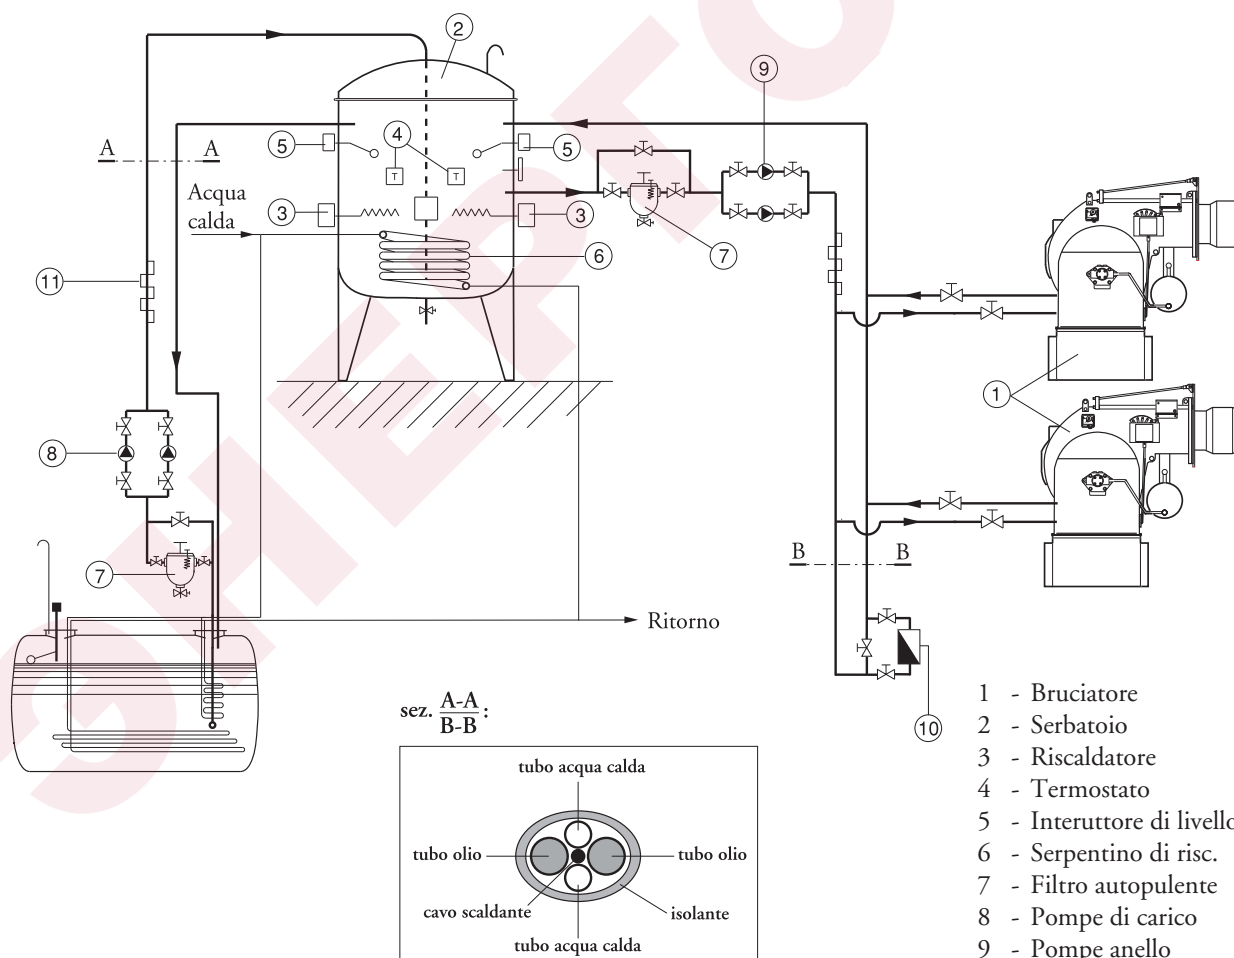 2
9
5
4
5
A A
Acqua
calda
3
3
T
T
7
6
11
1
8
7
B B
Ritorno
10
sez. A-A
B-B :
tubo acqua calda
tubo olio
tubo olio
cavo scaldante
isolante
tubo acqua calda
1 - Bruciatore
2 - Serbatoio
3 - Riscaldatore
4 - Termostato
5 - Interuttore di livello
6 - Serpentino di risc.
7 - Filtro autopulente
8 - Pompe di carico
9 - Pompe anello
ЭНЕРГО